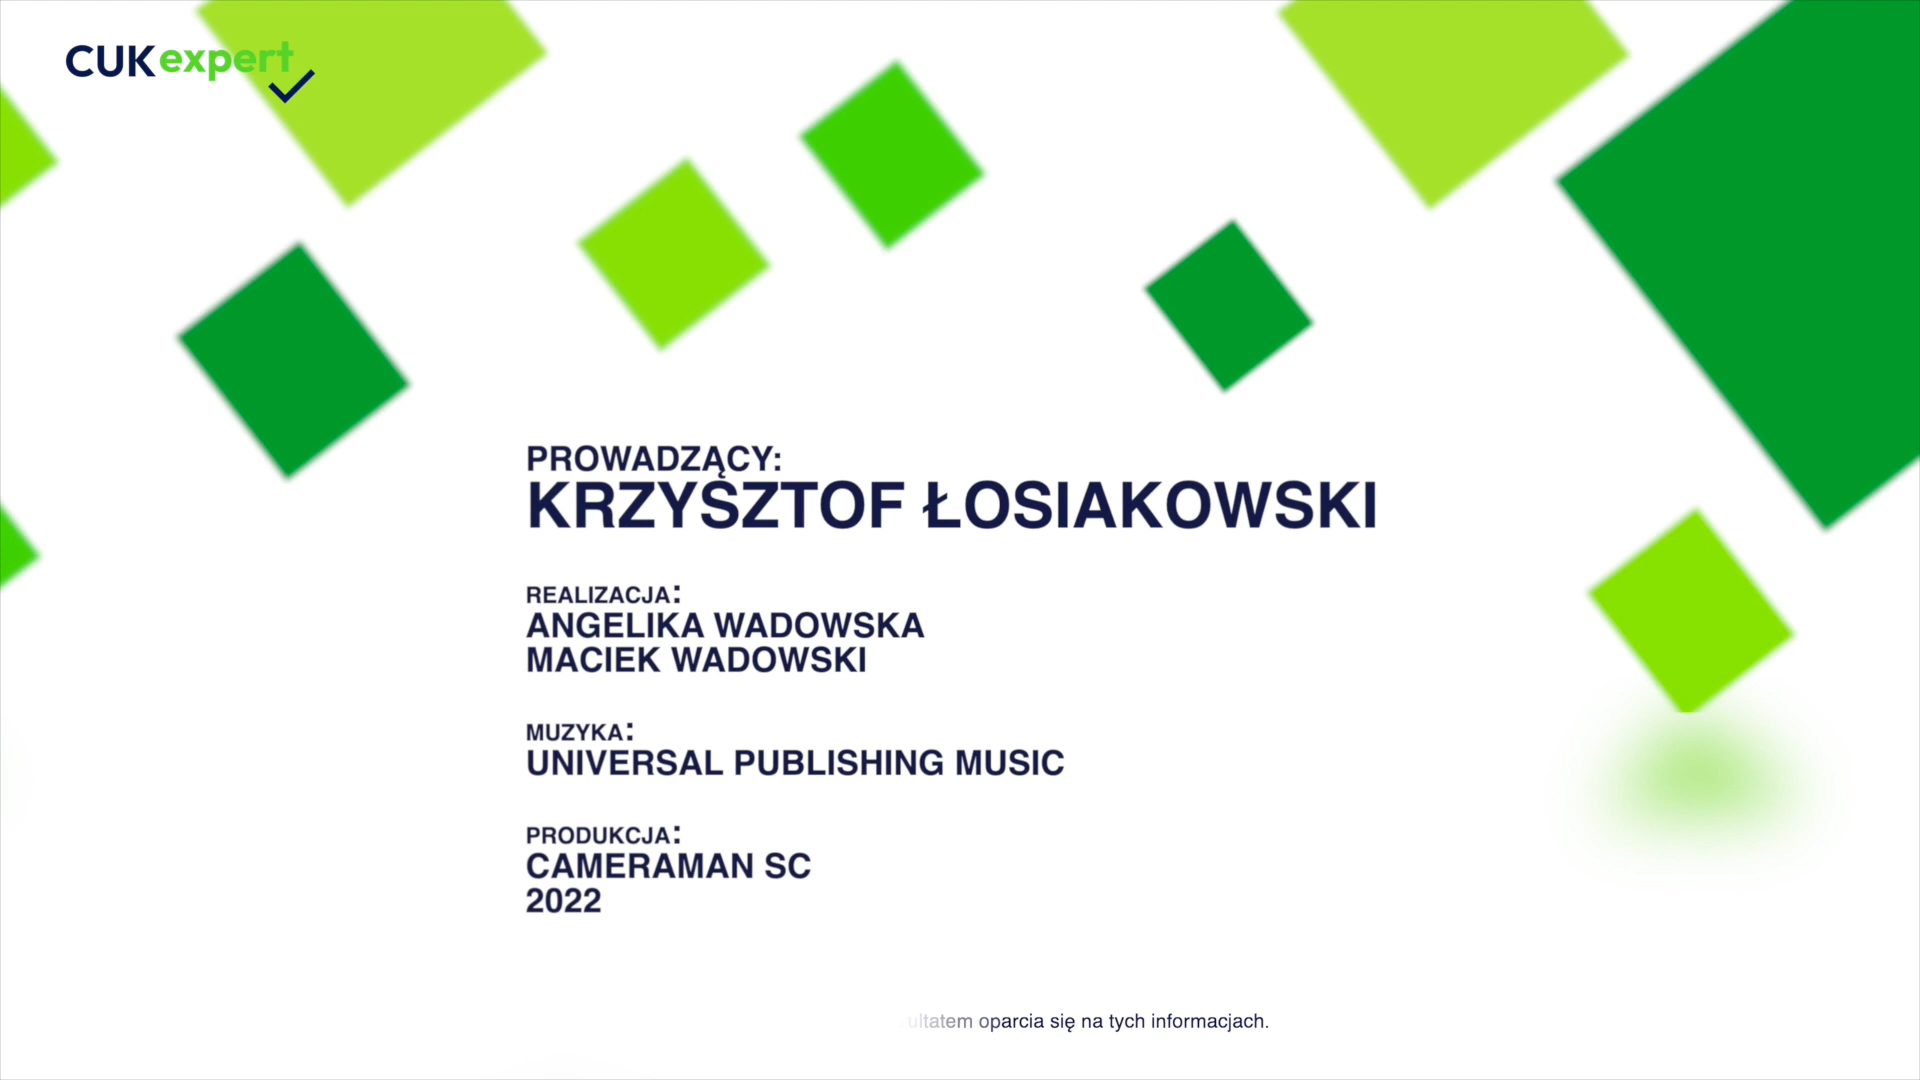 CUK expert
PROWADZĄCY:
KRZYSZTOF ŁOSIAKOWSKI
REALIZACJA:
ANGELIKA WADOWSKA
MACIEK WADOWSKI
MUZYKA:
UNIVERSAL PUBLISHING MUSIC
PRODUKCJA:
CAMERAMAN SC
2022
oparcia się na tych informacjach.